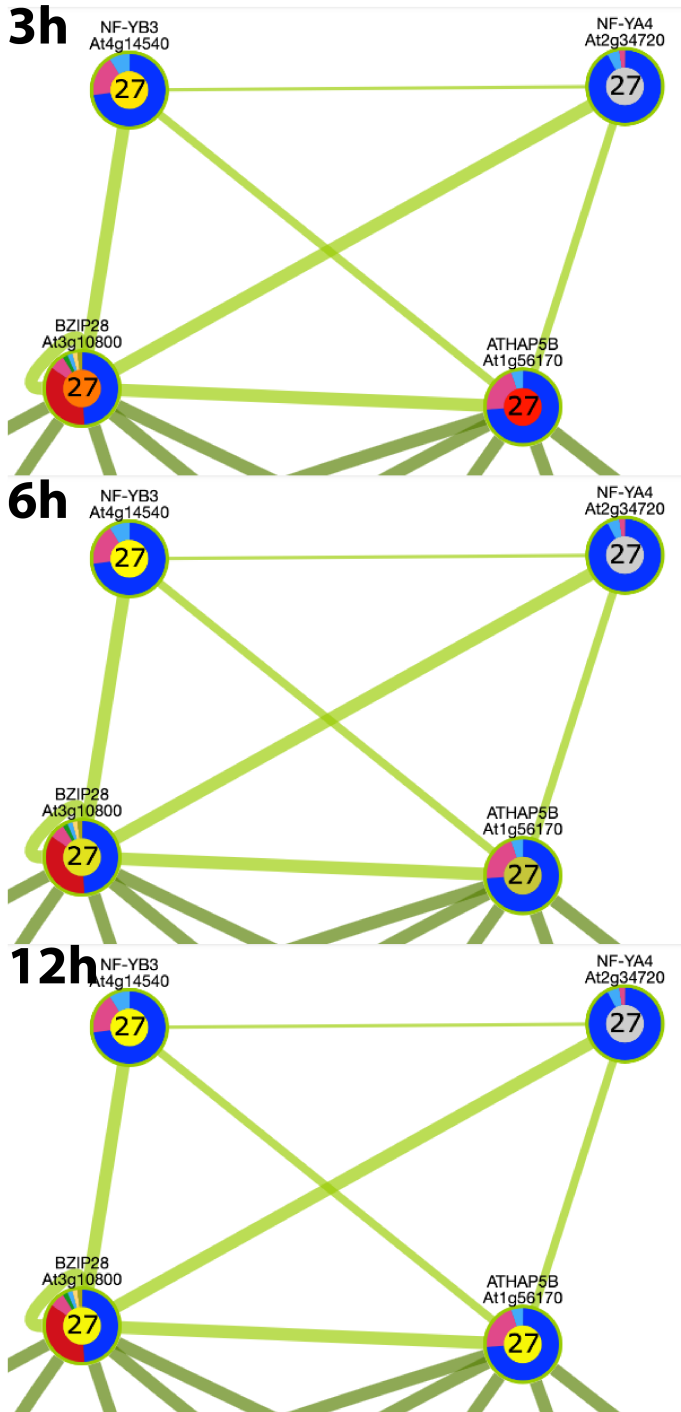 3h
NF-YB3
At4g14540
27
NF-YA4
At2g34720
27
BZIP28
At3g10800
27
ATHAP5B
At1g56170
27
6h
NF-YB3
At4g14540
27
NF-YA4
At2g34720
27
BZIP28
At3g10800
27
ATHAP5B
At1g56170
27
12h
NF-YB3
At4g14540
27
NF-YA4
At2g34720
27
BZIP28
At3g10800
27
ATHAP5B
At1g56170
27